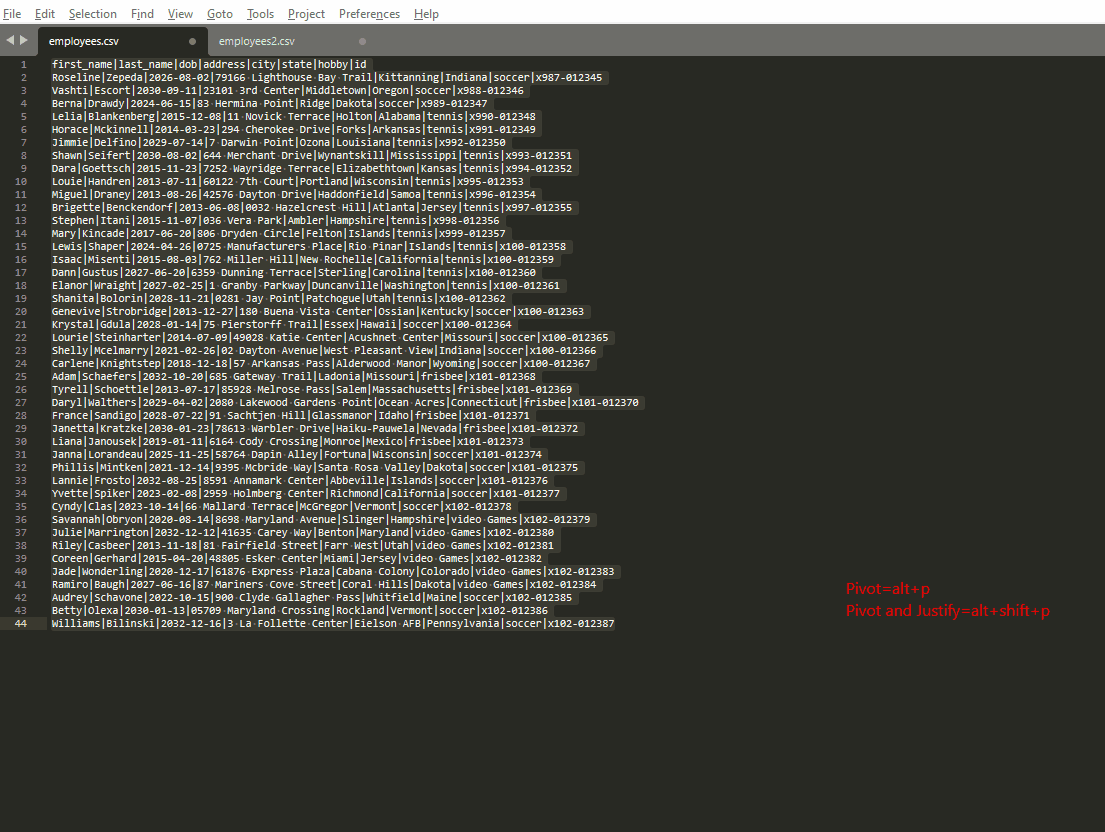 File Edit Selection Find View Goto Tools Project Preferences Help
employees.csv employees2.csv
1 first_name|last_name|dob|address|city|state|hobby|id
2 Roseline|Zepeda|2026-08-02|79166 Lighthouse Bay Trail|Kittanning|Indiana|soccer|x987-012345
3 Vashti|Escort|2030-09-11|23101 3rd Center|Middletown|Oregon|soccer|x988-012346
4 Berna|Drawdy|2024-06-15|83 Hermina Point|Ridge|Dakota|soccer|x989-012347
5 Lelia|Blankenberg|2015-12-08|11 Novick Terrace|Holton|Alabama|tennis|x990-012348
6 Horace|Mckinnell|2014-03-23|294 Cherokee Drive|Forks|Arkansas|tennis|x991-012349
7 Jimmie|Delfino|2029-07-14|7 Darwin Point|Ozona|Louisiana|tennis|x992-012350
8 Shawn|Seifert|2030-08-02|644 Merchant Drive|Wynantskill|Mississippi|tennis|x993-012351
9 Dara|Goettsch|2015-11-23|7252 Wayridge Terrace|Elizabethtown|Kansas|tennis|x994-012352
10 Louie|Handren|2013-07-11|60122 7th Court|Portland|Wisconsin|tennis|x995-012353
11 Miguel|Draney|2013-08-26|42576 Dayton Drive|Haddonfield|Samoa|tennis|x996-012354
12 Brigette|Benckendorf|2013-06-08|0032 Hazelcrest Hill|Atlanta|Jersey|tennis|x997-012355
13 Stephen|Itani|2015-11-07|036 Vera Park|Ambler|Hampshire|tennis|x998-012356
14 Mary|Kincade|2017-06-20|806 Dryden Circle|Felton|Islands|tennis|x999-012357
15 Lewis|Shaper|2024-04-26|0725 Manufacturers Place|Rio Pinar|Islands|tennis|x100-012358
16 Isaac|Misenti|2015-08-03|762 Miller Hill|New Rochelle|California|tennis|x100-012359
17 Dann|Gustus|2027-06-20|6359 Dunning Terrace|Sterling|Carolina|tennis|x100-012360
18 Elanor|Wraight|2027-02-25|1 Granby Parkway|Duncanville|Washington|tennis|x100-012361
19 Shanita|Bolorin|2028-11-21|0281 Jay Point|Patchogue|Utah|tennis|x100-012362
20 Genevive|Strobridge|2013-12-27|180 Buena Vista Center|Ossian|Kentucky|soccer|x100-012363
21 Krystal|Gdula|2028-01-14|75 Pierstorff Trail|Essex|Hawaii|soccer|x100-012364
22 Lourie|Steinharter|2014-07-09|49028 Katie Center|Acushnet Center|Missouri|soccer|x100-012365
23 Shelly|Mcelmarry|2021-02-26|02 Dayton Avenue|West Pleasant View|Indiana|soccer|x100-012366
24 Carlene|Knightstep|2018-12-18|57 Arkansas Pass|Alderwood Manor|Wyoming|soccer|x100-012367
25 Adam|Schaefers|2032-10-20|685 Gateway Trail|Ladonia|Missouri|frisbee|x101-012368
26 Tyrell|Schoettle|2013-07-17|85928 Melrose Pass|Salem|Massachusetts|frisbee|x101-012369
27 Daryl|Walthers|2029-04-02|2080 Lakewood Gardens Point|Ocean Acres|Connecticut|frisbee|x101-012370
28 France|Sandigo|2028-07-22|91 Sachtjen Hill|Glassmanor|Idaho|frisbee|x101-012371
29 Janetta|Kratzke|2030-01-23|78613 Warbler Drive|Haiku-Pauwela|Nevada|frisbee|x101-012372
30 Liana|Janousek|2019-01-11|6164 Cody Crossing|Monroe|Mexico|frisbee|x101-012373
31 Janna|Lorandeau|2025-11-25|58764 Dapin Alley|Fortuna|Wisconsin|soccer|x101-012374
32 Phillis|Mintken|2021-12-14|9395 Mcbride Way|Santa Rosa Valley|Dakota|soccer|x101-012375
33 Lannie|Frosto|2032-08-25|8591 Annamark Center|Abbeville|Islands|soccer|x101-012376
34 Yvette|Spiker|2023-02-08|2959 Holmberg Center|Richmond|California|soccer|x101-012377
35 Cyndy|Clas|2023-10-14|66 Mallard Terrace|McGregor|Vermont|soccer|x102-012378
36 Savannah|Obryon|2020-08-14|8698 Maryland Avenue|Slinger|Hampshire|video Games|x102-012379
37 Julie|Marrington|2032-12-12|41635 Carey Way|Benton|Maryland|video Games|x102-012380
38 Riley|Casbeer|2013-11-18|81 Fairfield Street|Farr West|Utah|video Games|x102-012381
39 Coreen|Gerhard|2015-04-20|48805 Esker Center|Miami|Jersey|video Games|x102-012382
40 Jade|Wonderling|2020-12-17|61876 Express Plaza|Cabana Colony|Colorado|video Games|x102-012383
41 Ramiro|Baugh|2027-06-16|87 Mariners Cove Street|Coral Hills|Dakota|video Games|x102-012384
42 Audrey|Schavone|2022-10-15|900 Clyde Gallagher Pass|Whitfield|Maine|soccer|x102-012385
43 Betty|Olexa|2030-01-13|05709 Maryland Crossing|Rockland|Vermont|soccer|x102-012386
44 Williams|Bilinski|2032-12-16|3 La Follette Center|Eielson AFB|Pennsylvania|soccer|x102-012387
Pivot=alt+p
Pivot and Justify=alt+shift+p